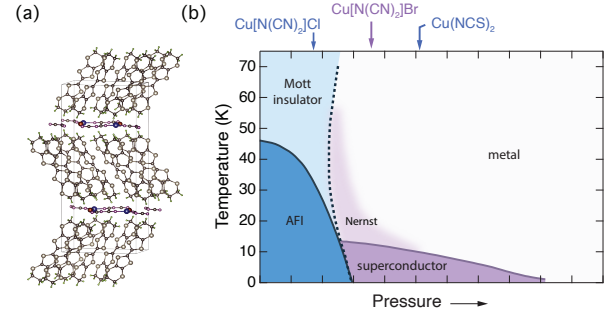 (a)
(b)
Cu[N(CN)₂]Cl
Cu[N(CN)₂]Br
Cu(NCS)₂
Temperature (K)
70
60
50
40
30
20
10
0
Mott
insulator
metal
AFI
Nernst
superconductor
Pressure